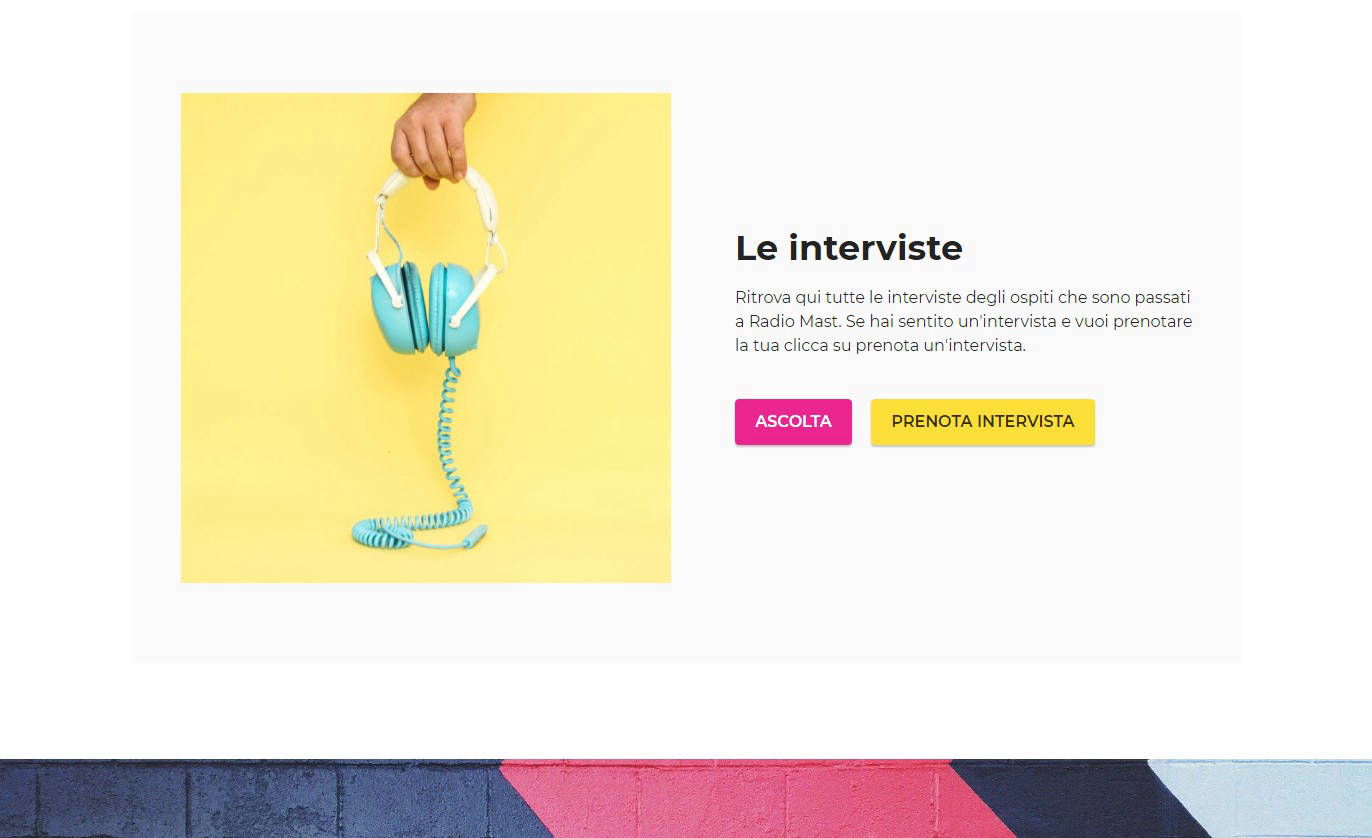 Le interviste
Ritrova qui tutte le interviste degli ospiti che sono passati
a Radio Mast. Se hai sentito un'intervista e vuoi prenotare
la tua clicca su prenota un'intervista.
ASCOLTA
PRENOTA INTERVISTA